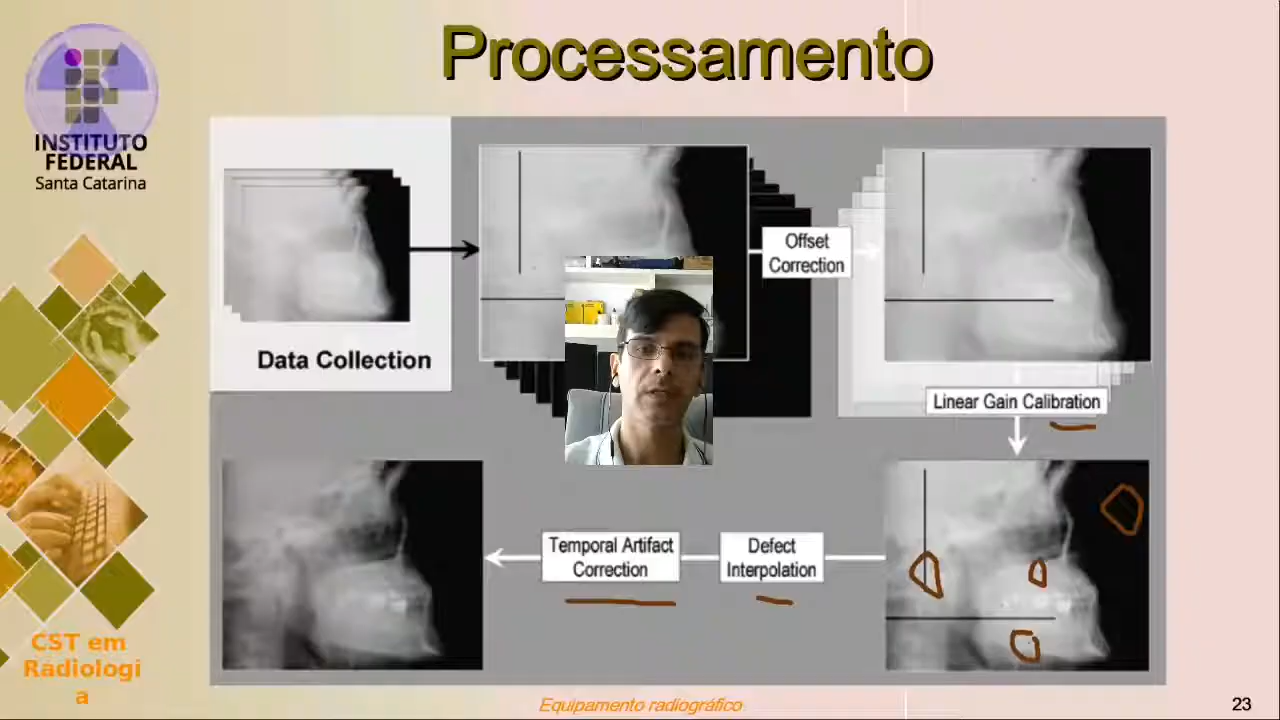 Processamento
INSTITUTO
FEDERAL
Santa Catarina
Data Collection
Offset
Correction
Linear Gain Calibration
Temporal Artifact
Correction
Defect
Interpolation
CST em
Radiologi
a
Equipamento radiográfico
23